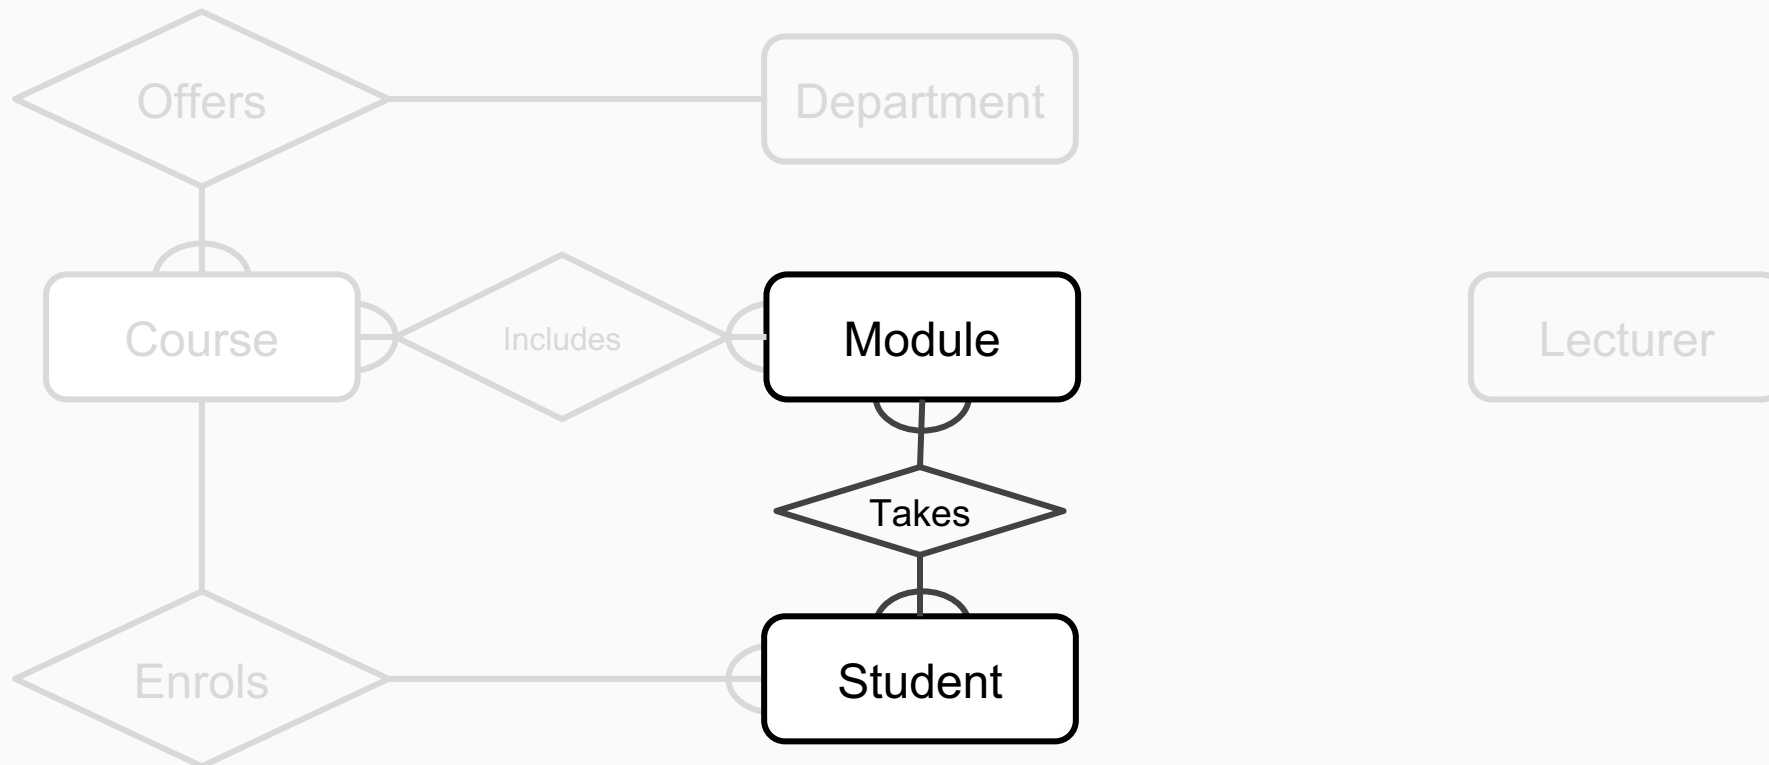 Offers
Department
Course
Includes
Module
Lecturer
Takes
Enrols
Student